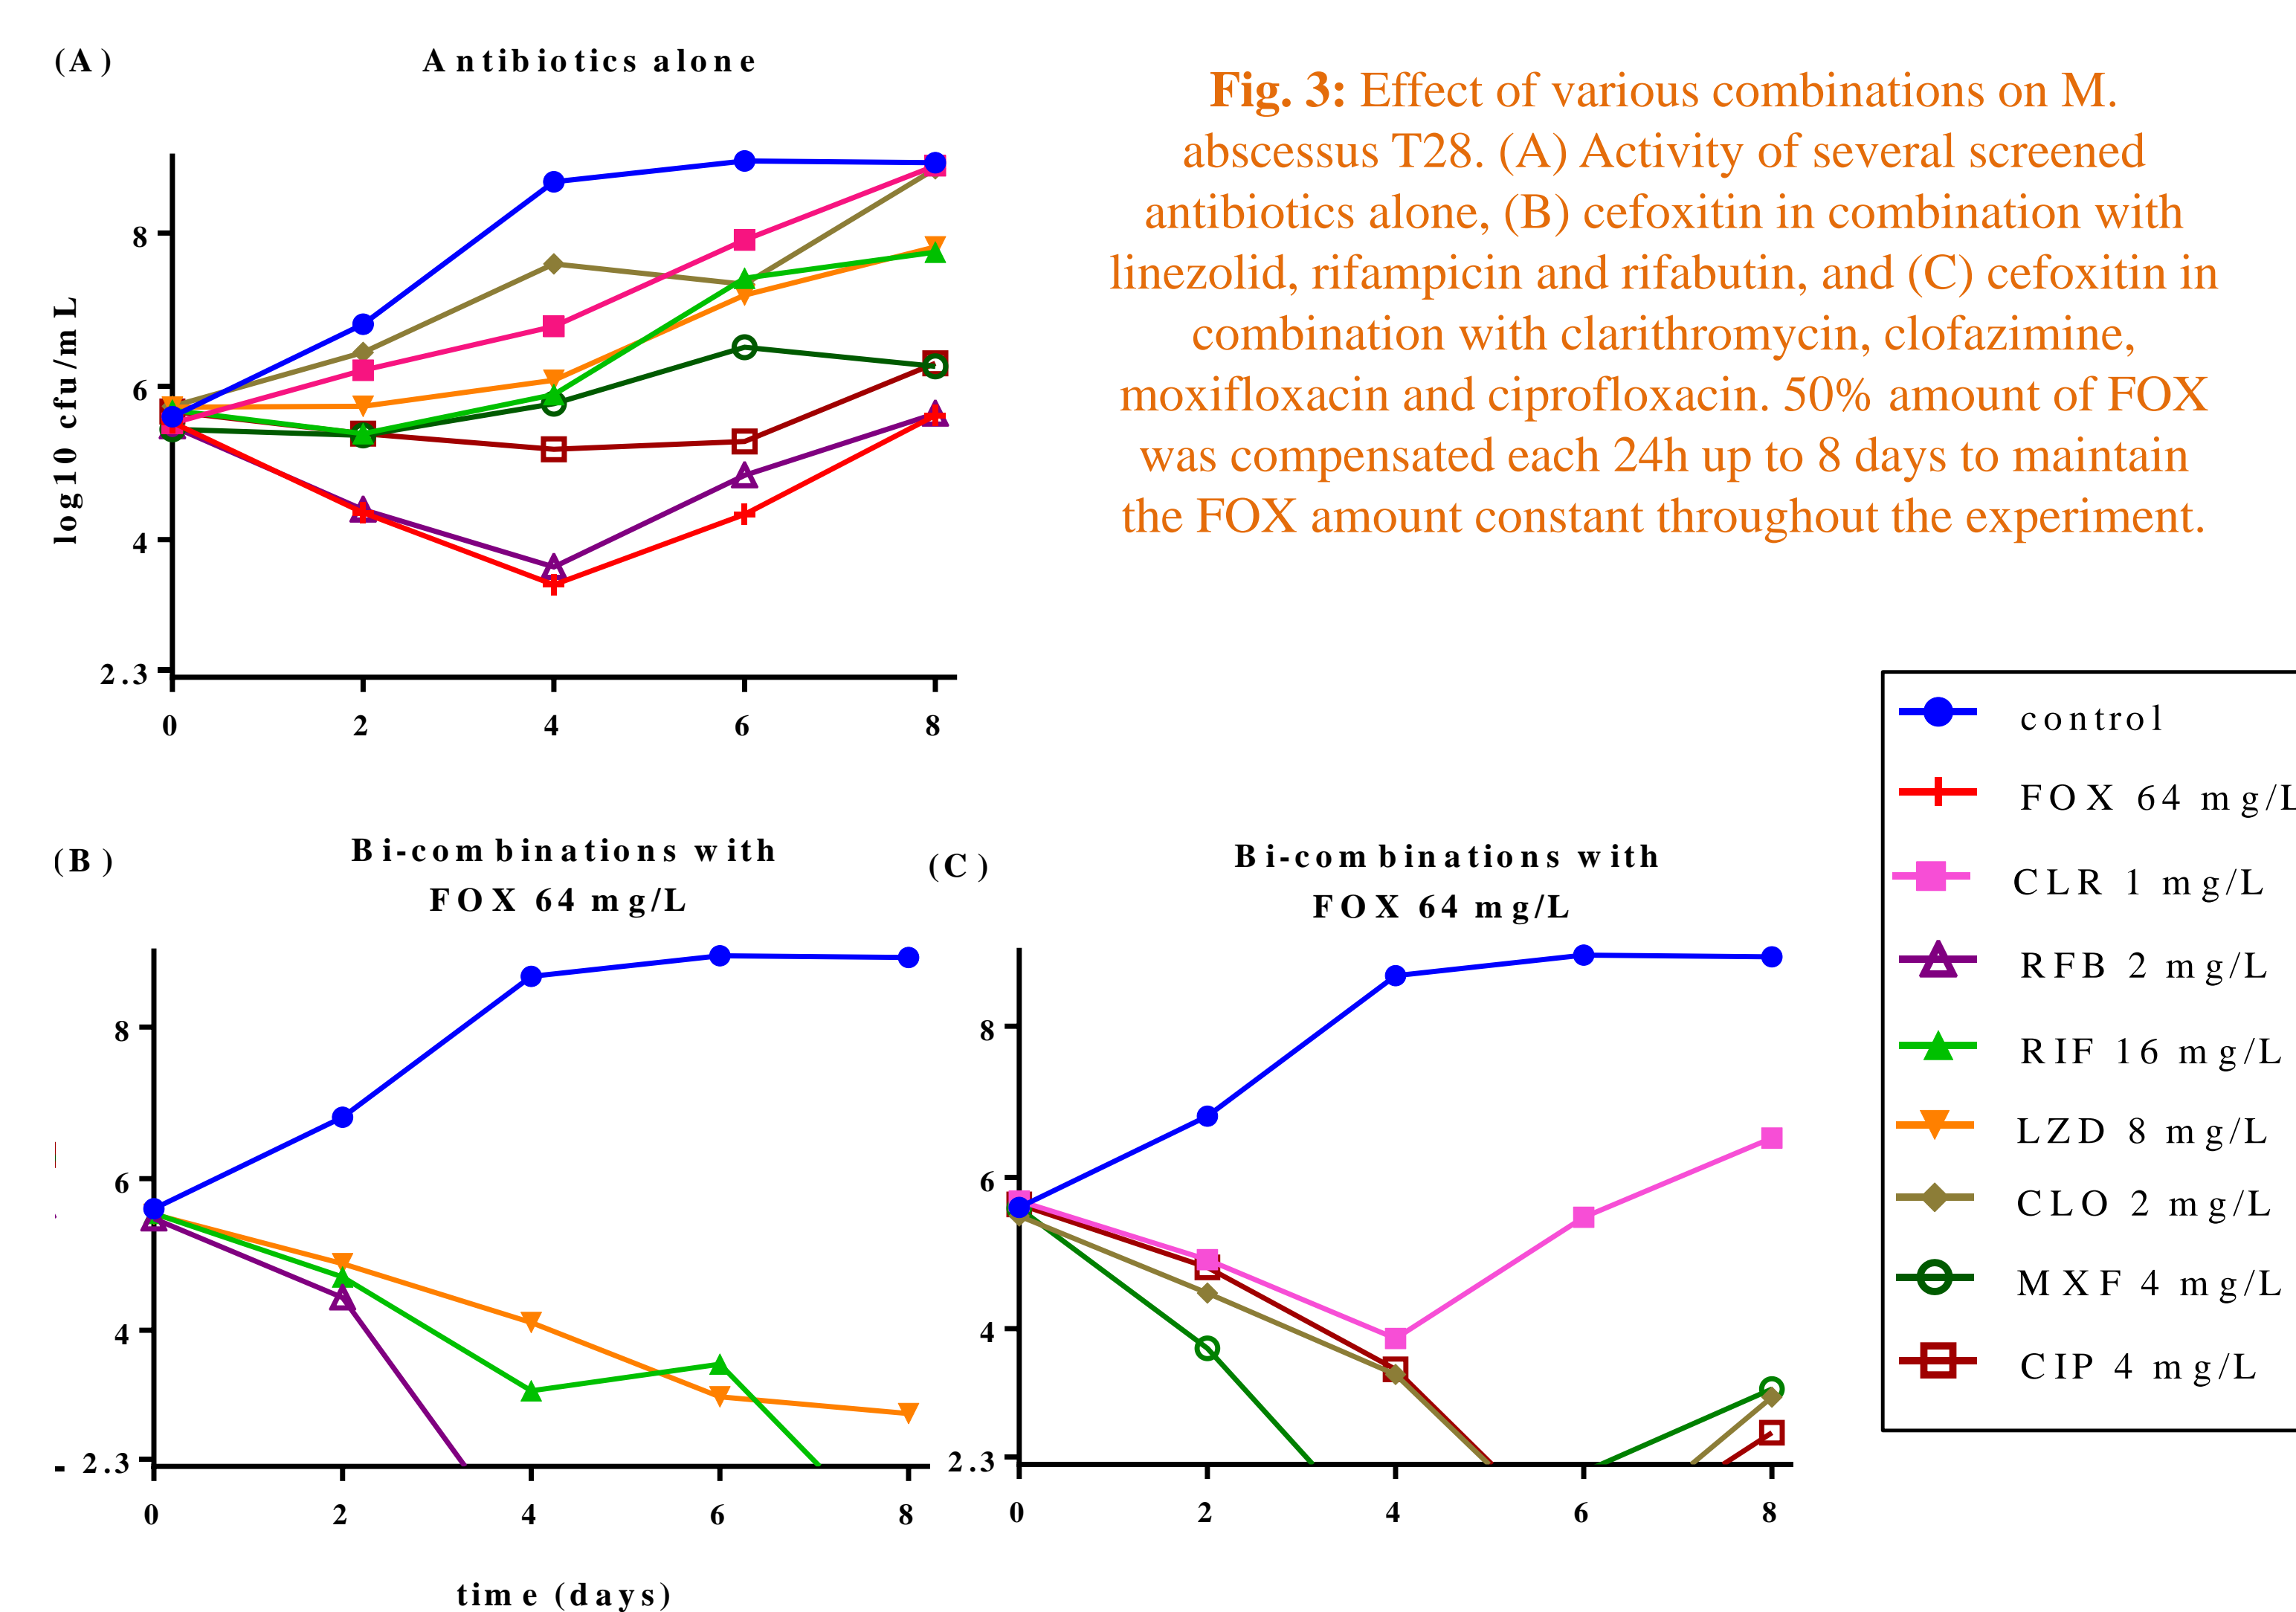 (A)
Antibiotics alone
Fig. 3: Effect of various combinations on M.
abscessus T28. (A) Activity of several screened
antibiotics alone, (B) cefoxitin in combination with
linezolid, rifampicin and rifabutin, and (C) cefoxitin in
combination with clarithromycin, clofazimine,
moxifloxacin and ciprofloxacin. 50% amount of FOX
was compensated each 24h up to 8 days to maintain
the FOX amount constant throughout the experiment.
log10 cfu/mL
8
6
4
2.3
0 2 4 6 8
control
FOX 64 mg/L
CLR 1 mg/L
RFB 2 mg/L
RIF 16 mg/L
LZD 8 mg/L
CLO 2 mg/L
MXF 4 mg/L
CIP 4 mg/L
(B)
Bi-combinations with
FOX 64 mg/L
8
6
4
2.3
0 2 4 6 8
time (days)
(C)
Bi-combinations with
FOX 64 mg/L
8
6
4
2.3
0 2 4 6 8